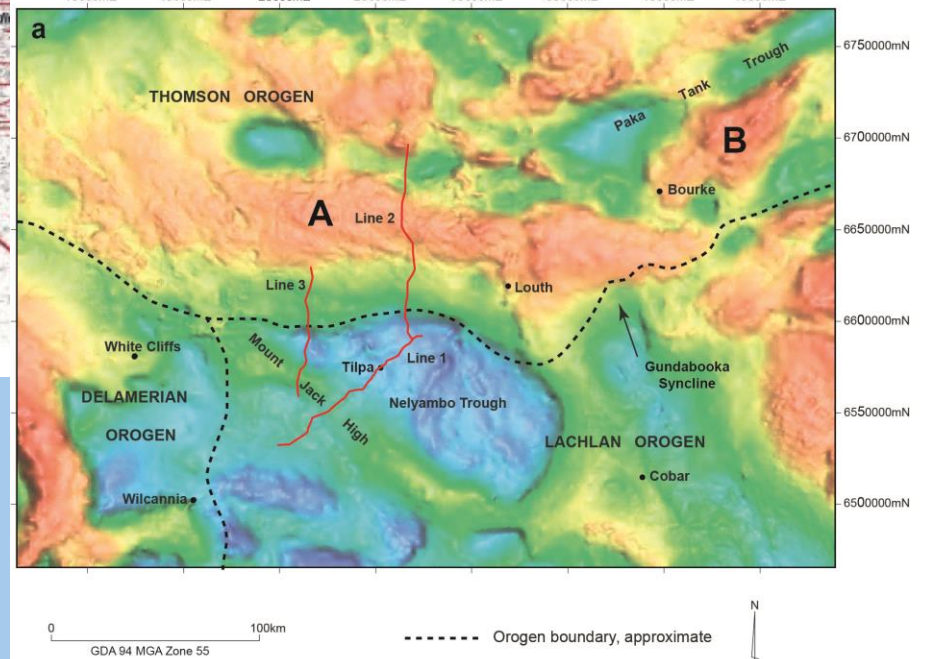 a
6750000mN
Trough
Tank
THOMSON OROGEN
Paka
B
6700000mN
Bourke
A
Line 2
6650000mN
Line 3
Louth
6600000mN
White Cliffs
Mount
Tilpa
Line 1
Gundabooka
Syncline
DELAMERIAN
Jack
Nelyambo Trough
6550000mN
OROGEN
High
LACHLAN OROGEN
Cobar
Wilcannia
6500000mN
N
0
100km
Orogen boundary, approximate
GDA 94 MGA Zone 55